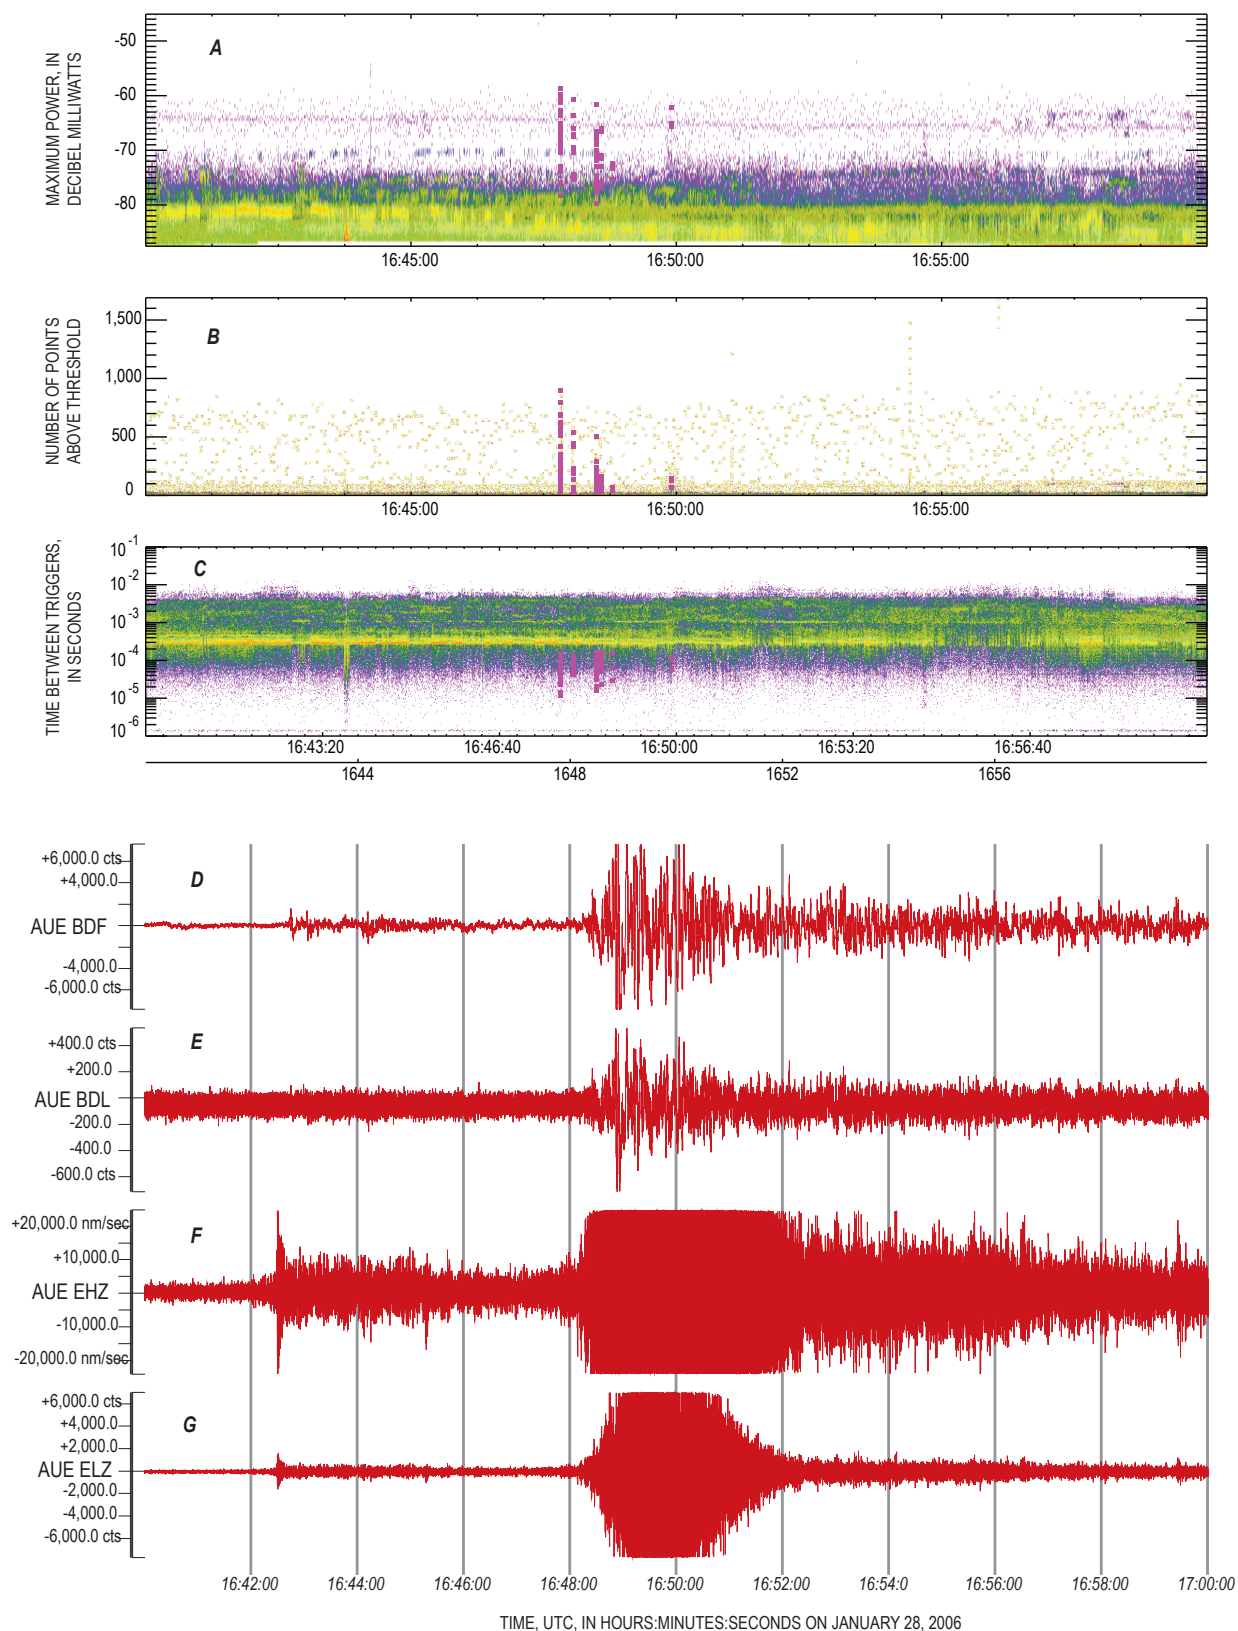 MAXIMUM POWER, IN
DECIBEL MILLIWATTS
-50
-60
-70
-80
A
16:45:00 16:50:00 16:55:00
NUMBER OF POINTS
ABOVE THRESHOLD
1,500
1,000
500
0
B
16:45:00 16:50:00 16:55:00
TIME BETWEEN TRIGGERS,
IN SECONDS
10-1
10-2
10-3
10-4
10-5
10-6
C
16:43:20 16:46:40 16:50:00 16:53:20 16:56:40
1644 1648 1652 1656
+6,000.0 cts
+4,000.0
D
AUE BDF
-4,000.0
-6,000.0 cts
E
+400.0 cts
+200.0
AUE BDL
-200.0
-400.0
-600.0 cts
+20,000.0 nm/sec
F
+10,000.0
AUE EHZ
-10,000.0
-20,000.0 nm/sec
+6,000.0 cts
G
+4,000.0
+2,000.0
AUE ELZ
-2,000.0
-4,000.0
-6,000.0 cts
16:42:00 16:44:00 16:46:00 16:48:00 16:50:00 16:52:00 16:54:0 16:56:00 16:58:00 17:00:00
TIME, UTC, IN HOURS:MINUTES:SECONDS ON JANUARY 28, 2006